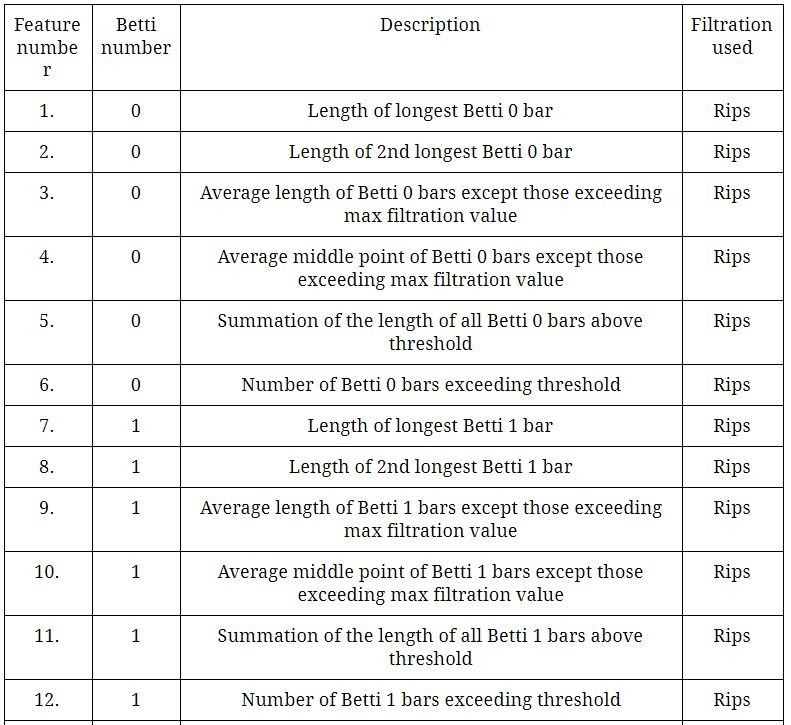 Feature numbe r | Betti number | Description | Filtration used
1. | 0 | Length of longest Betti 0 bar | Rips
2. | 0 | Length of 2nd longest Betti 0 bar | Rips
3. | 0 | Average length of Betti 0 bars except those exceeding max filtration value | Rips
4. | 0 | Average middle point of Betti 0 bars except those exceeding max filtration value | Rips
5. | 0 | Summation of the length of all Betti 0 bars above threshold | Rips
6. | 0 | Number of Betti 0 bars exceeding threshold | Rips
7. | 1 | Length of longest Betti 1 bar | Rips
8. | 1 | Length of 2nd longest Betti 1 bar | Rips
9. | 1 | Average length of Betti 1 bars except those exceeding max filtration value | Rips
10. | 1 | Average middle point of Betti 1 bars except those exceeding max filtration value | Rips
11. | 1 | Summation of the length of all Betti 1 bars above threshold | Rips
12. | 1 | Number of Betti 1 bars exceeding threshold | Rips